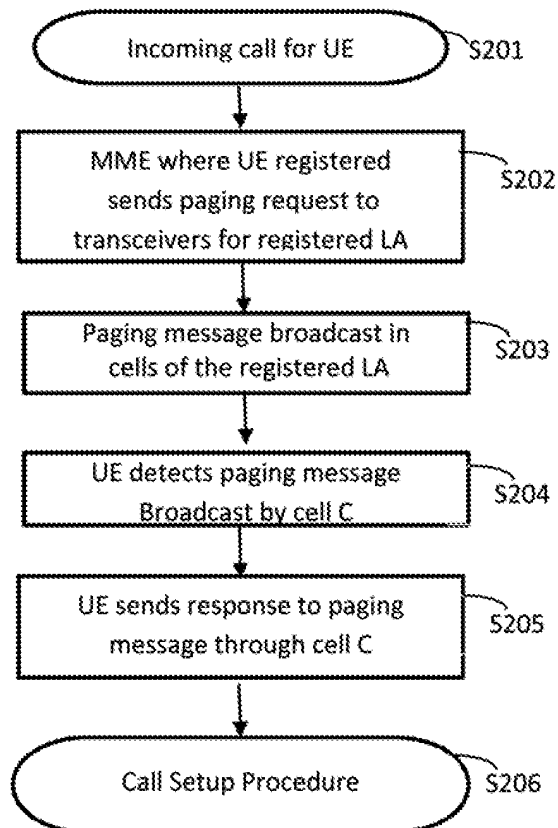 Incoming call for UE
S201
MME where UE registered
sends paging request to
transceivers for registered LA
S202
Paging message broadcast in
cells of the registered LA
S203
UE detects paging message
Broadcast by cell C
S204
UE sends response to paging
message through cell C
S205
Call Setup Procedure
S206